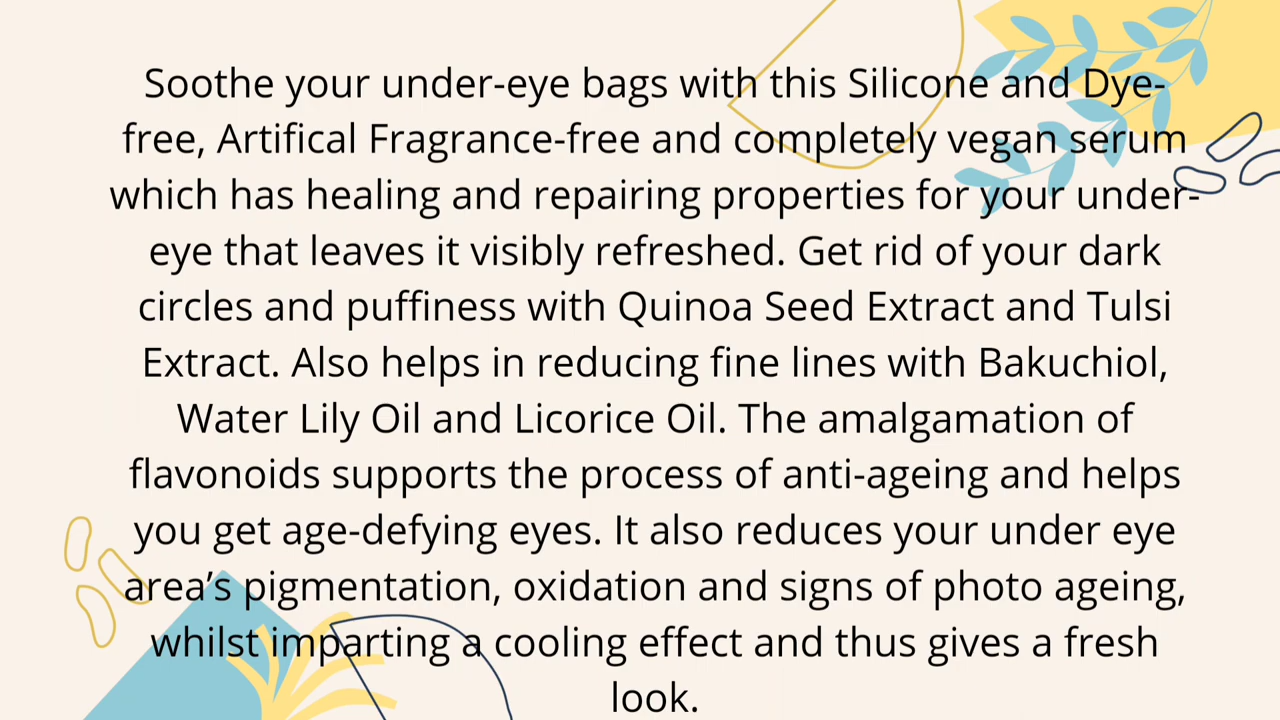 Soothe your under-eye bags with this Silicone and Dye-
free, Artifical Fragrance-free and completely vegan serum
which has healing and repairing properties for your under-
eye that leaves it visibly refreshed. Get rid of your dark
circles and puffiness with Quinoa Seed Extract and Tulsi
Extract. Also helps in reducing fine lines with Bakuchiol,
Water Lily Oil and Licorice Oil. The amalgamation of
flavonoids supports the process of anti-ageing and helps
you get age-defying eyes. It also reduces your under eye
area’s pigmentation, oxidation and signs of photo ageing,
whilst imparting a cooling effect and thus gives a fresh
look.